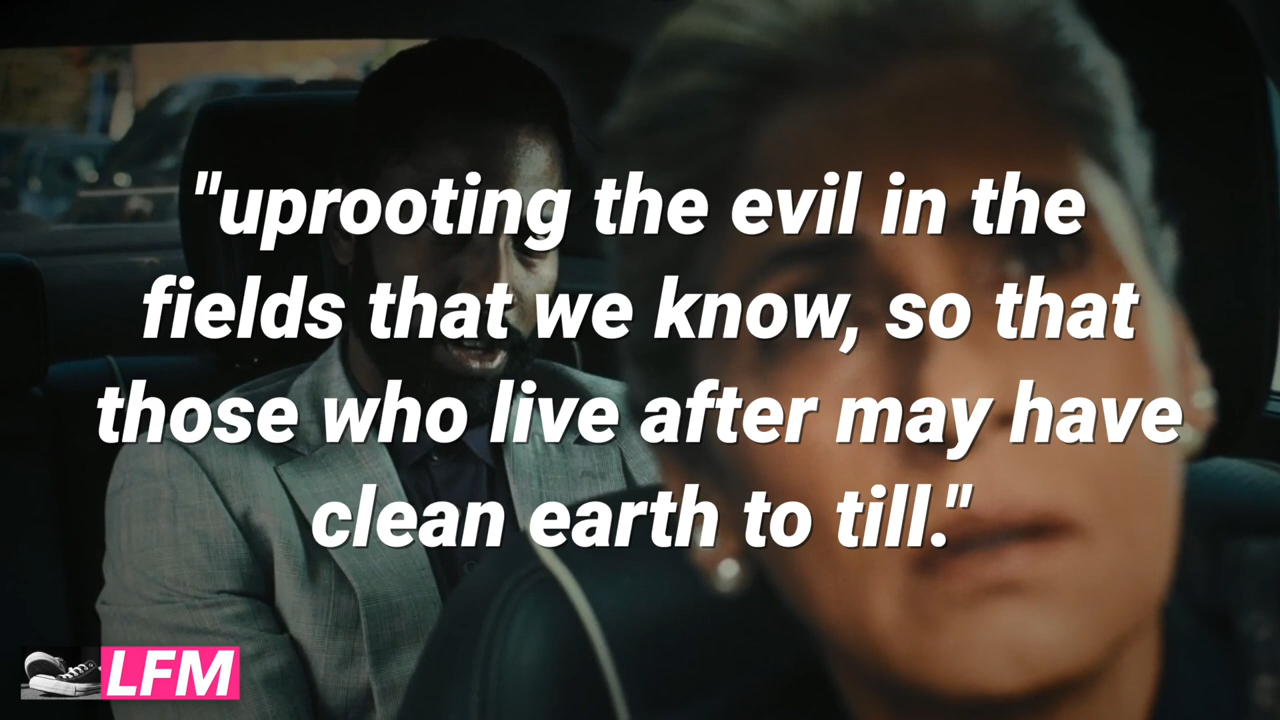 "uprooting the evil in the
fields that we know, so that
those who live after may have
clean earth to till."
LFM